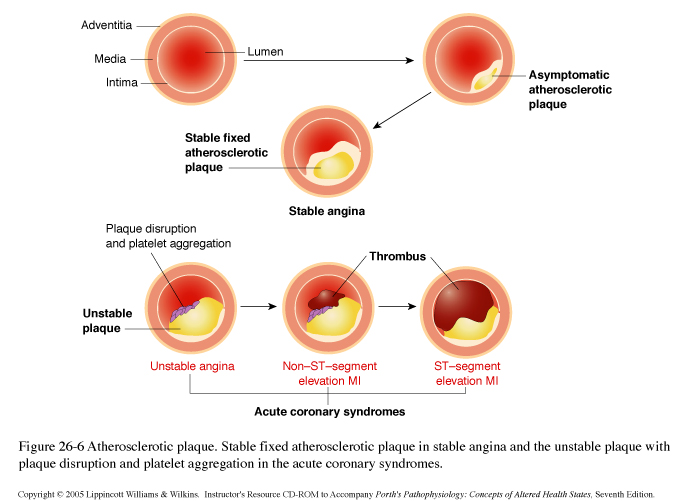 Adventitia
Lumen
Media
Intima
Asymptomatic
atherosclerotic
plaque
Stable fixed
atherosclerotic
plaque
Stable angina
Plaque disruption
and platelet aggregation
Thrombus
Unstable
plaque
Unstable angina
Non–ST–segment
elevation MI
ST–segment
elevation MI
Acute coronary syndromes
Figure 26-6 Atherosclerotic plaque. Stable fixed atherosclerotic plaque in stable angina and the unstable plaque with
plaque disruption and platelet aggregation in the acute coronary syndromes.
Copyright © 2005 Lippincott Williams & Wilkins. Instructor's Resource CD-ROM to Accompany Porth's Pathophysiology: Concepts of Altered Health States, Seventh Edition.